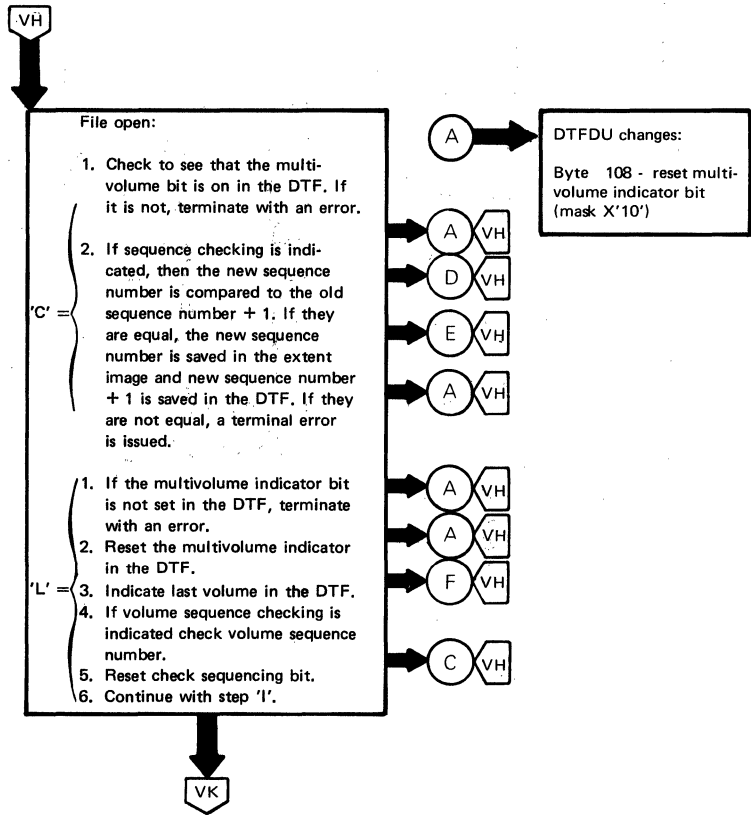 VH
File open:
1. Check to see that the multi-
volume bit is on in the DTF. If
it is not, terminate with an error.
'C' =
2. If sequence checking is indi-
cated, then the new sequence
number is compared to the old
sequence number + 1. If they
are equal, the new sequence
number is saved in the extent
image and new sequence number
+ 1 is saved in the DTF. If they
are not equal, a terminal error
is issued.
'L' =
1. If the multivolume indicator bit
is not set in the DTF, terminate
with an error.
2. Reset the multivolume indicator
in the DTF.
3. Indicate last volume in the DTF.
4. If volume sequence checking is
indicated check volume sequence
number.
5. Reset check sequencing bit.
6. Continue with step 'I'.
A VH
D VH
E VH
A VH
A VH
A VH
F VH
C VH
A
DTFDU changes:
Byte 108 - reset multi-
volume indicator bit
(mask X'10')
VK